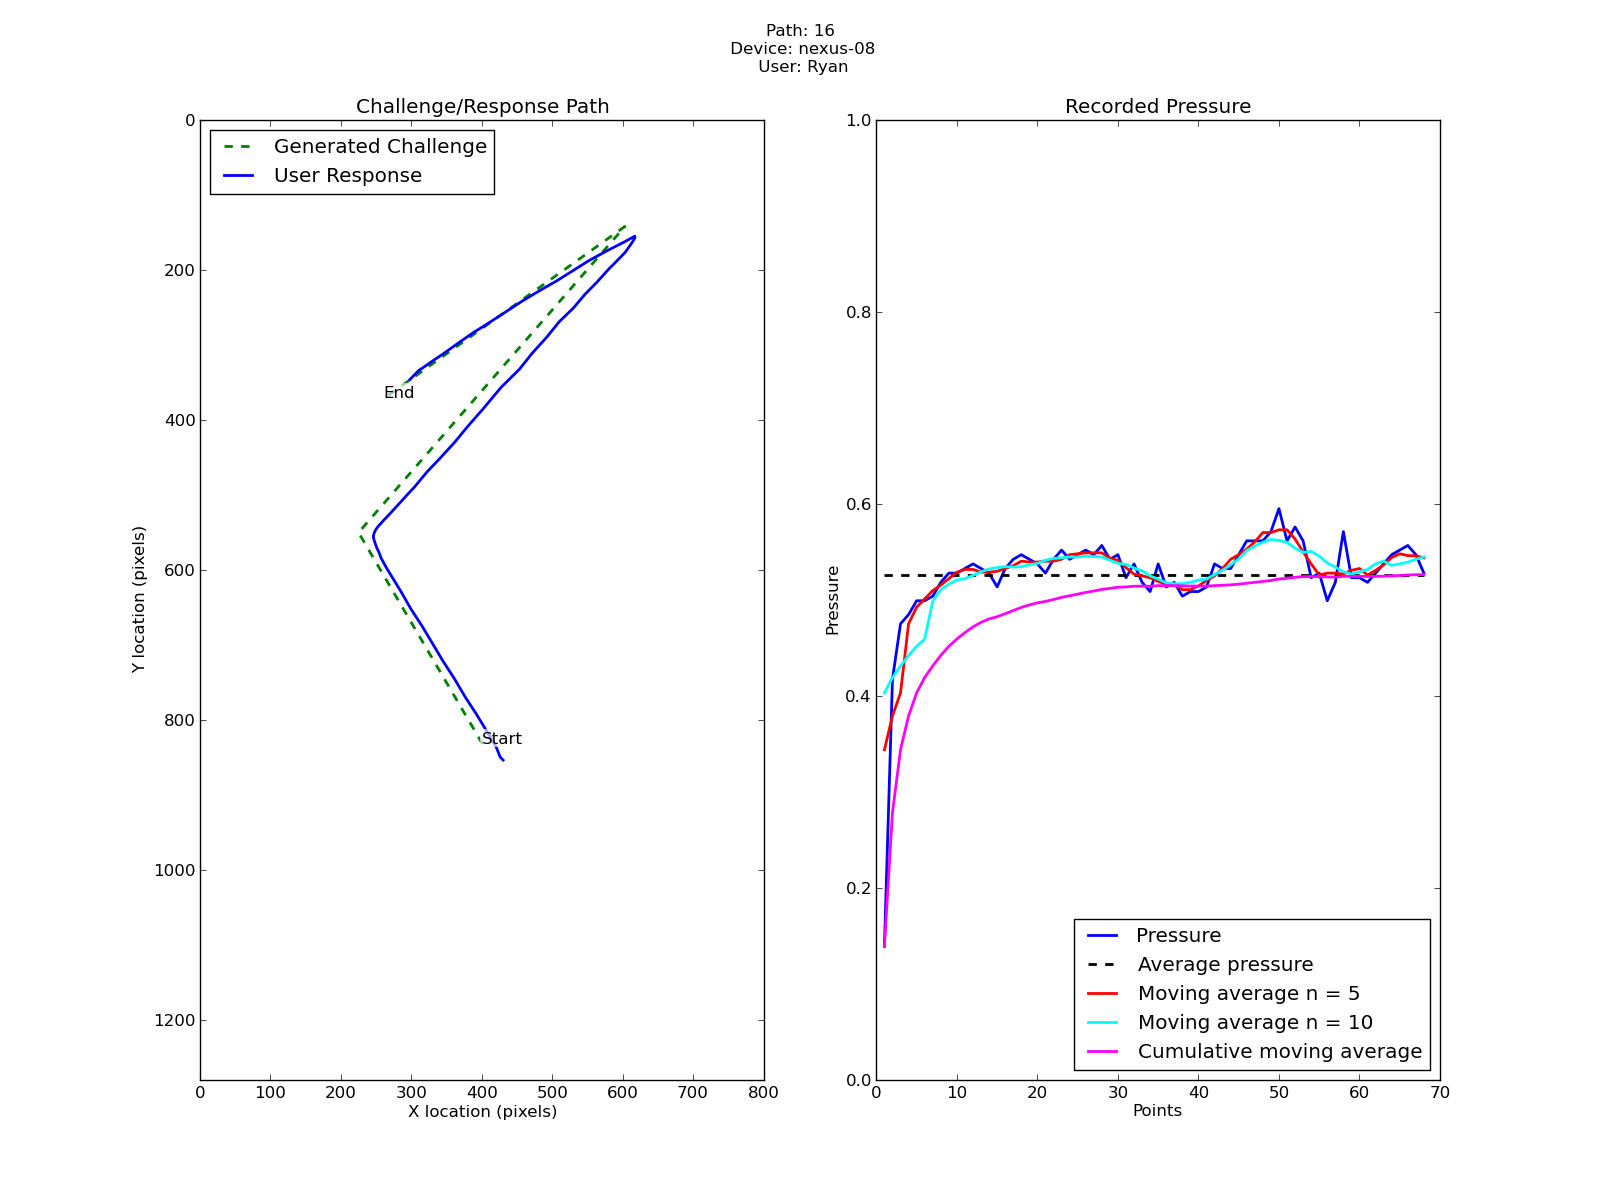 Path: 16
Device: nexus-08
User: Ryan
Challenge/Response Path
0
200
400
600
800
1000
1200
Y location (pixels)
Generated Challenge
User Response
End
Start
0 100 200 300 400 500 600 700 800
X location (pixels)
Recorded Pressure
1.0
0.8
0.6
0.4
0.2
0.0
Pressure
Pressure
Average pressure
Moving average n = 5
Moving average n = 10
Cumulative moving average
0 10 20 30 40 50 60 70
Points